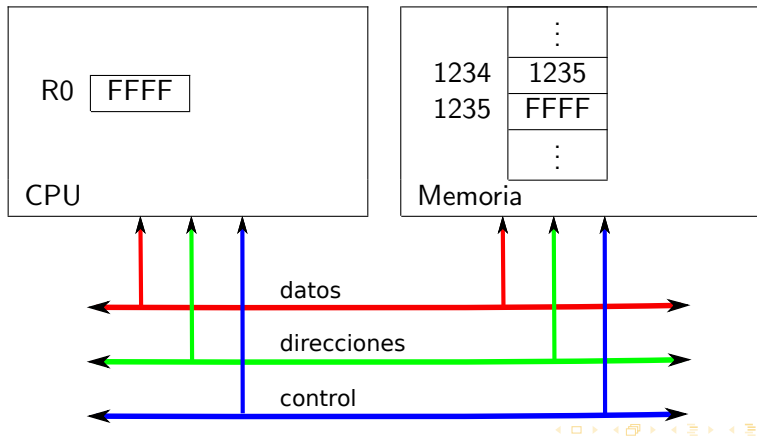 R0 FFFF
CPU
1234 1235
1235 FFFF
Memoria
datos
direcciones
control